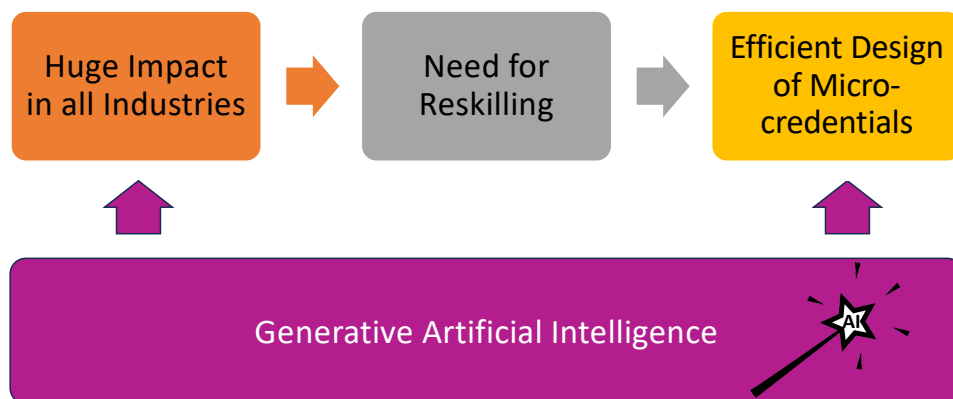 Huge Impact
in all Industries
Need for
Reskilling
Efficient Design
of Micro-
credentials
Generative Artificial Intelligence
AI